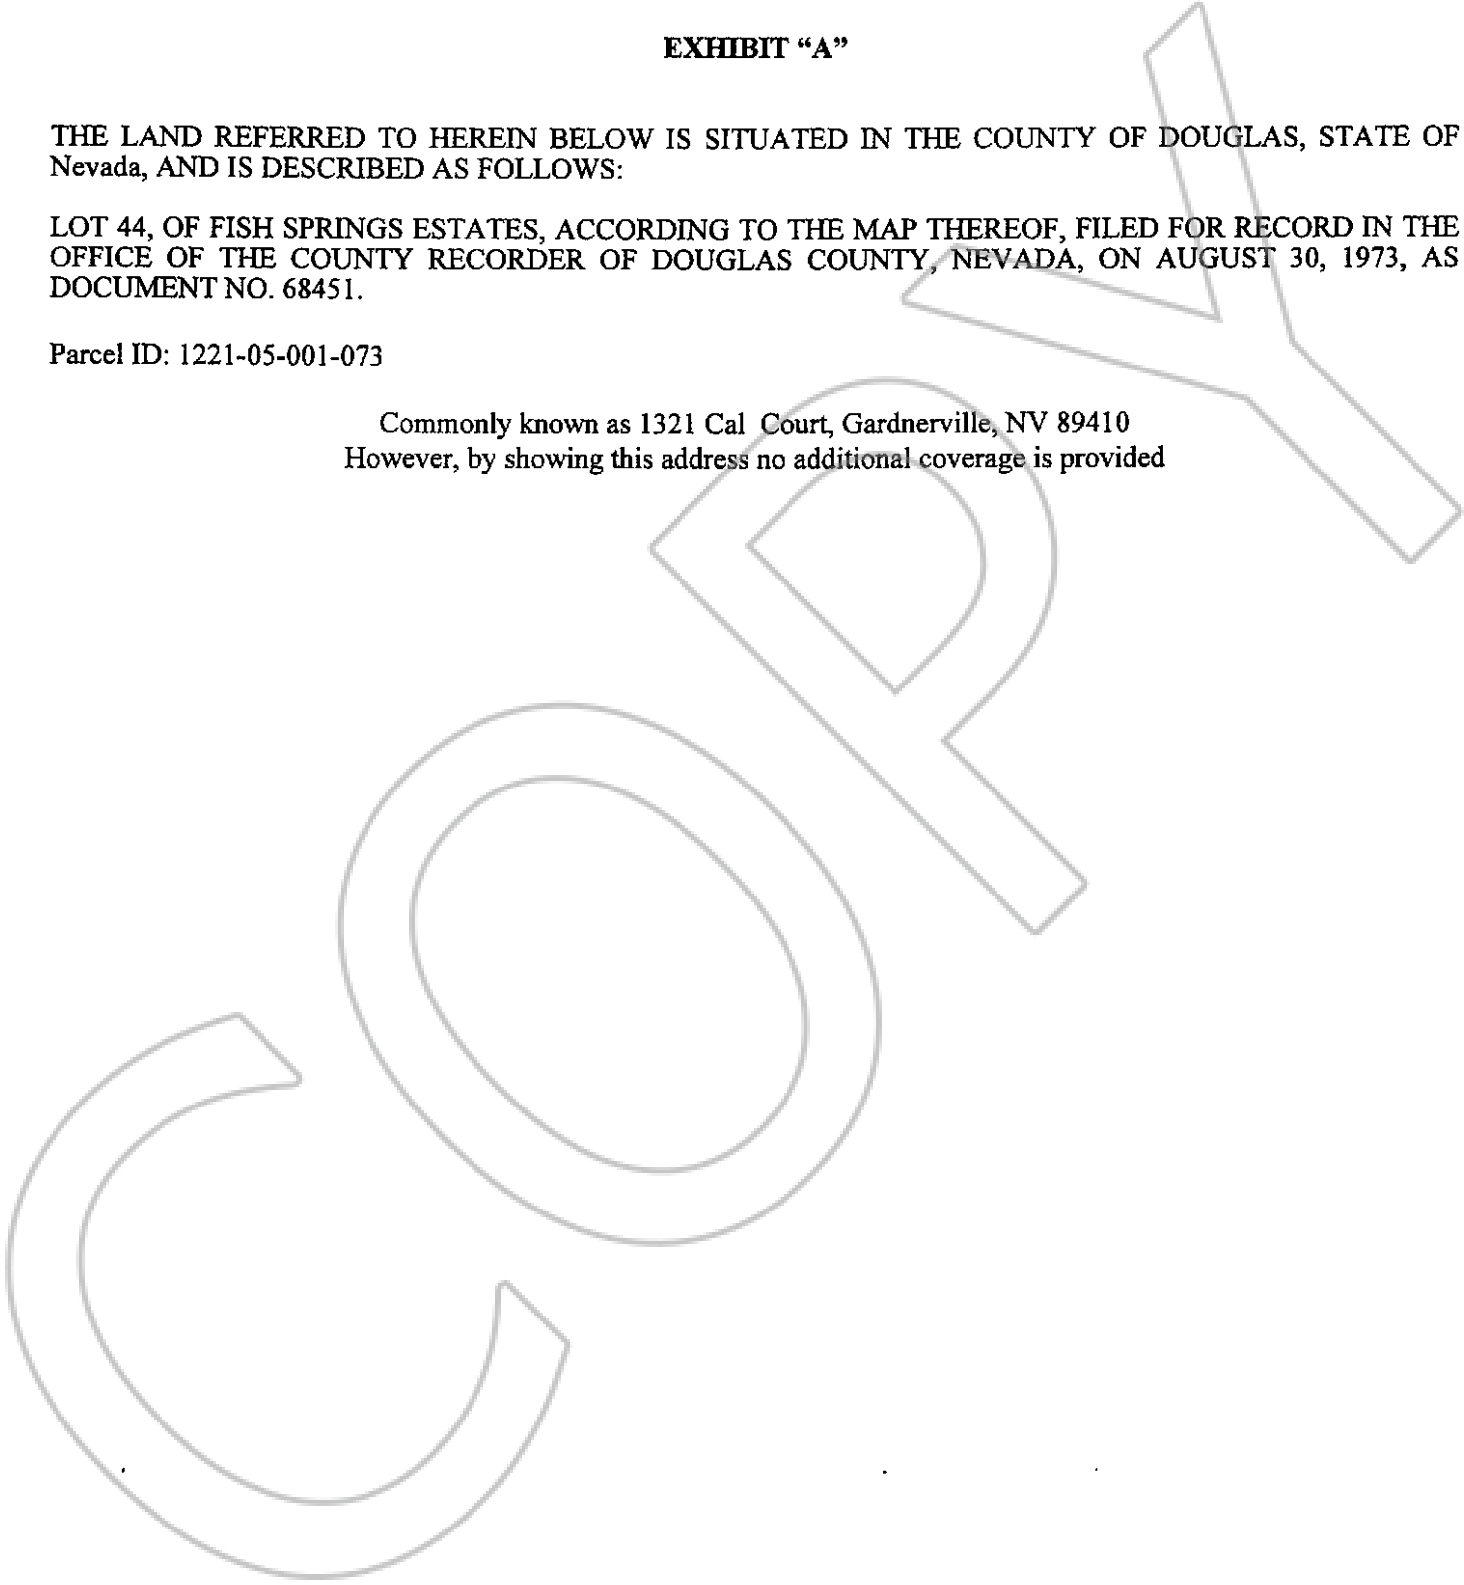 EXHIBIT “A”
THE LAND REFERRED TO HEREIN BELOW IS SITUATED IN THE COUNTY OF DOUGLAS, STATE OF
Nevada, AND IS DESCRIBED AS FOLLOWS:
LOT 44, OF FISH SPRINGS ESTATES, ACCORDING TO THE MAP THEREOF, FILED FOR RECORD IN THE
OFFICE OF THE COUNTY RECORDER OF DOUGLAS COUNTY, NEVADA, ON AUGUST 30, 1973, AS
DOCUMENT NO. 68451.
Parcel ID: 1221-05-001-073
Commonly known as 1321 Cal Court, Gardnerville, NV 89410
However, by showing this address no additional coverage is provided
COPY